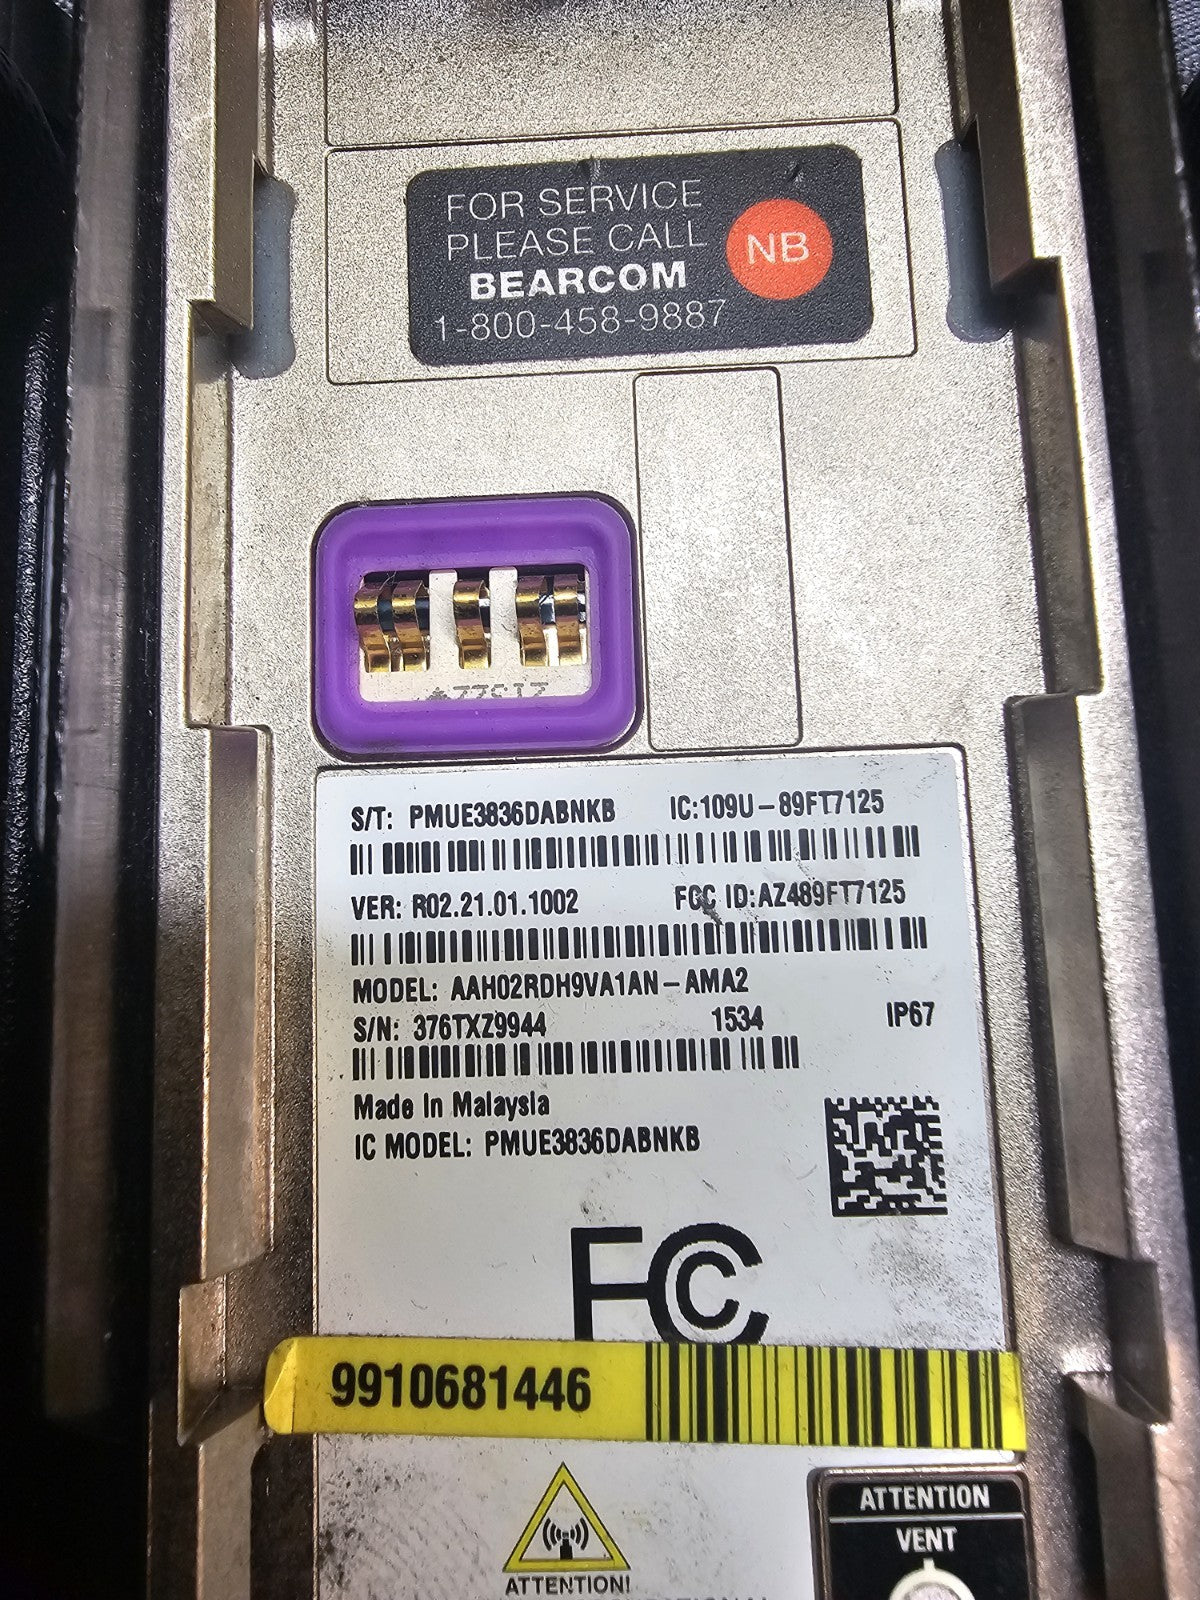 FOR SERVICE
PLEASE CALL
BEARCOM
1-800-458-9887
NB
S/T: PMUE3836DABNKB IC:109U-89FT7125
VER: R02.21.01.1002 FCC ID:AZ489FT7125
MODEL: AAH02RDH9VA1AN-AMA2
S/N: 376TXZ9944 1534 IP67
Made In Malaysia
IC MODEL: PMUE3836DABNKB
FC
9910681446
ATTENTION
VENT
ATTENTION!